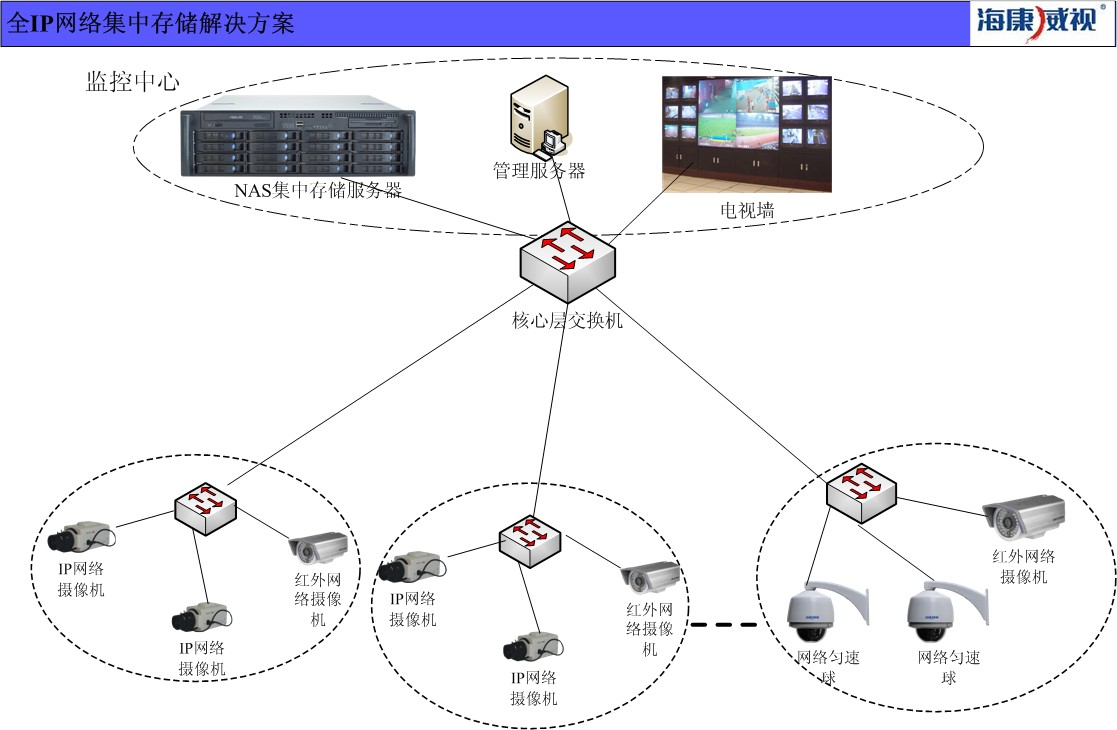 全IP网络集中存储解决方案
海康威视®
监控中心
NAS集中存储服务器
管理服务器
电视墙
核心层交换机
IP网络
摄像机
IP网络
摄像机
红外网
络摄像
机
IP网络
摄像机
IP网络
摄像机
红外网
络摄像
机
红外网络
摄像机
网络匀速
球
网络匀速
球